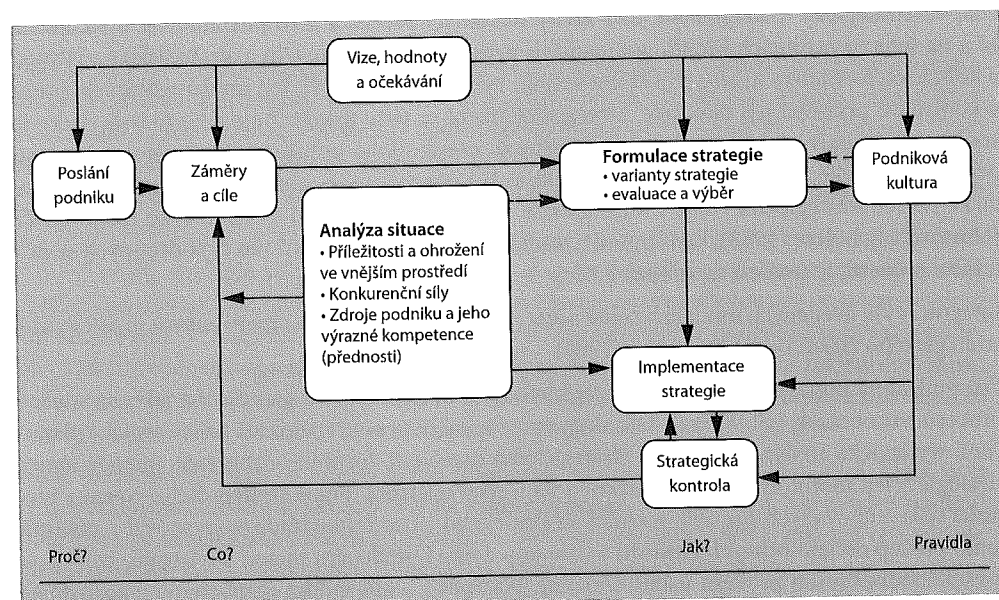 Vize, hodnoty
a očekávání
Poslání
podniku
Záměry
a cíle
Formulace strategie
• varianty strategie
• evaluace a výběr
Podniková
kultura
Analýza situace
• Příležitosti a ohrožení
ve vnějším prostředí
• Konkurenční síly
• Zdroje podniku a jeho
výrazné kompetence
(přednosti)
Implementace
strategie
Strategická
kontrola
Proč?
Co?
Jak?
Pravidla